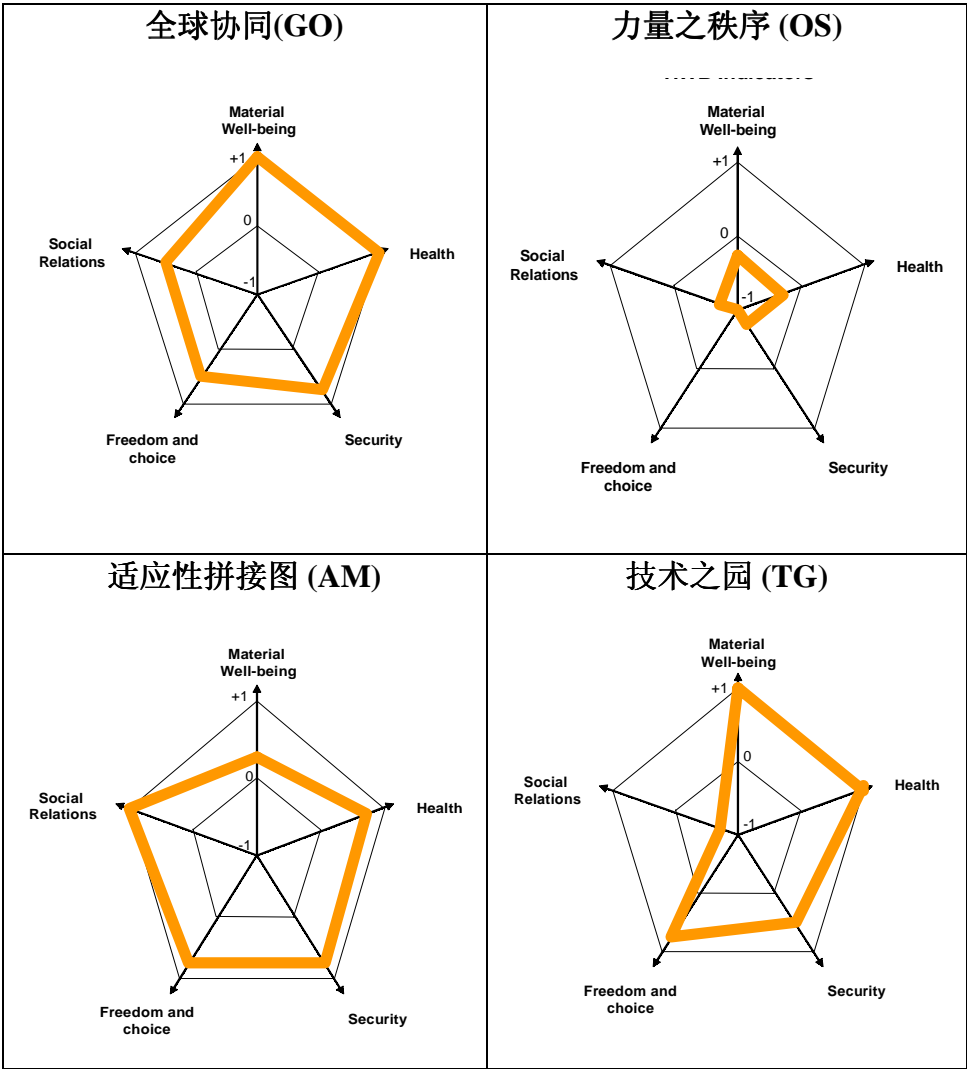 全球协同(GO)
Material
Well-being
+1
0
-1
Social
Relations
Health
Freedom and
choice
Security
力量之秩序 (OS)
Material
Well-being
+1
0
-1
Social
Relations
Health
Freedom and
choice
Security
适应性拼接图 (AM)
Material
Well-being
+1
0
-1
Social
Relations
Health
Freedom and
choice
Security
技术之园 (TG)
Material
Well-being
+1
0
-1
Social
Relations
Health
Freedom and
choice
Security